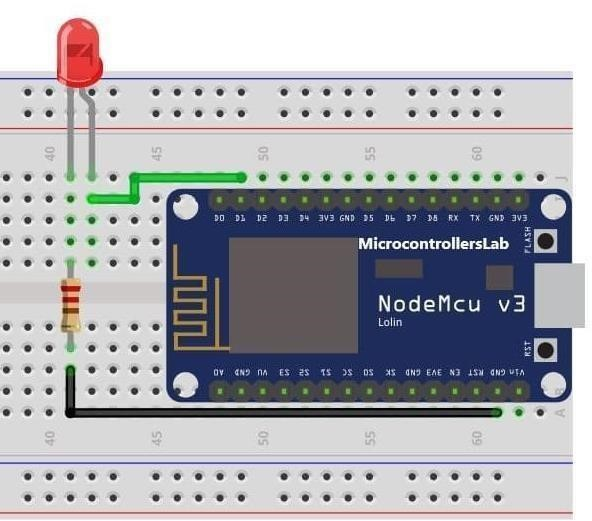 40 45 50 55 60 J
D0 D1 D2 D3 D4 3V3 GND D5 D6 D7 D8 RX TX GND 3V3
FLASH
MicrocontrollersLab
NodeMcu v3
Lolin
RST
A0 GND VU S3 S2 S1 SC S0 SK GND 3V3 EN RST GND Vin
A
40 45 50 55 60